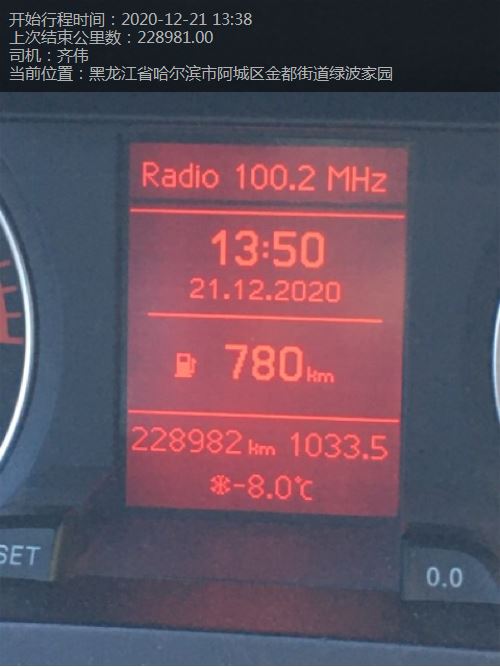 开始行程时间：2020-12-21 13:38
上次结束公里数：228981.00
司机：齐伟
当前位置：黑龙江省哈尔滨市阿城区金都街道绿波家园
Radio 100.2 MHz
13:50
21.12.2020
780km
228982 km 1033.5
-8.0℃
SET
0.0